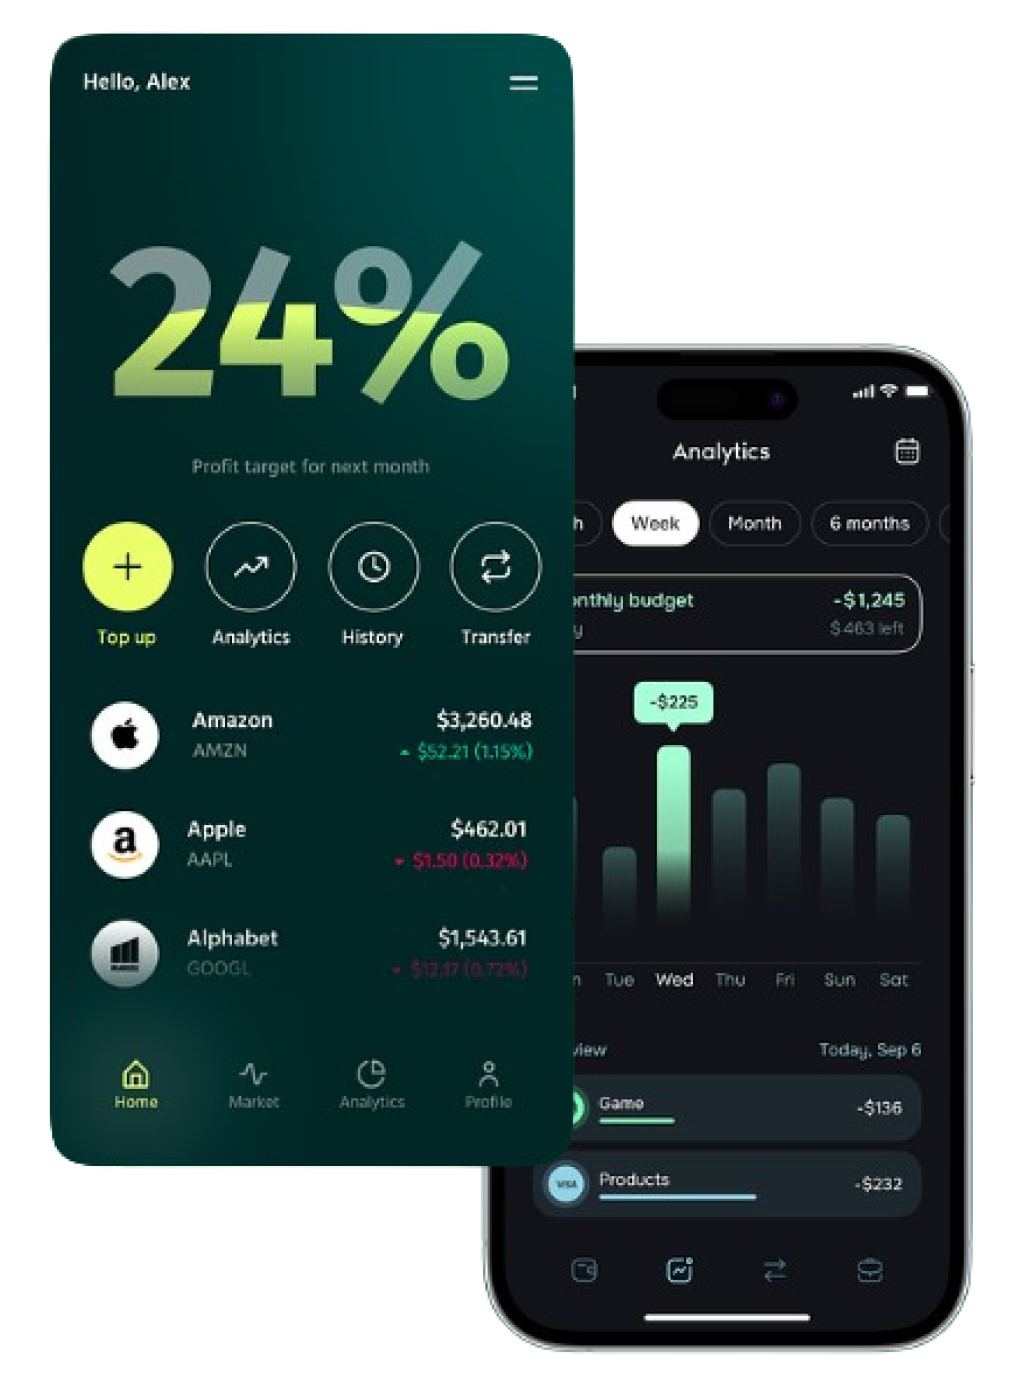 Hello, Alex
24%
Profit target for next month
Top up
Analytics
History
Transfer
Amazon
$3,260.48
AMZN
$52.21 (1.15%)
Apple
$462.01
AAPL
$1.50 (0.32%)
Alphabet
$1,543.61
GOOGL
$12.17 (0.72%)
Home
Market
Analytics
Profile
Analytics
h
Week
Month
6 months
onthly budget
-$1,245
y
$463 left
-$225
n
Tue
Wed
Thu
Fri
Sun
Sat
view
Today, Sep 6
Game
-$136
VISA
Products
-$232